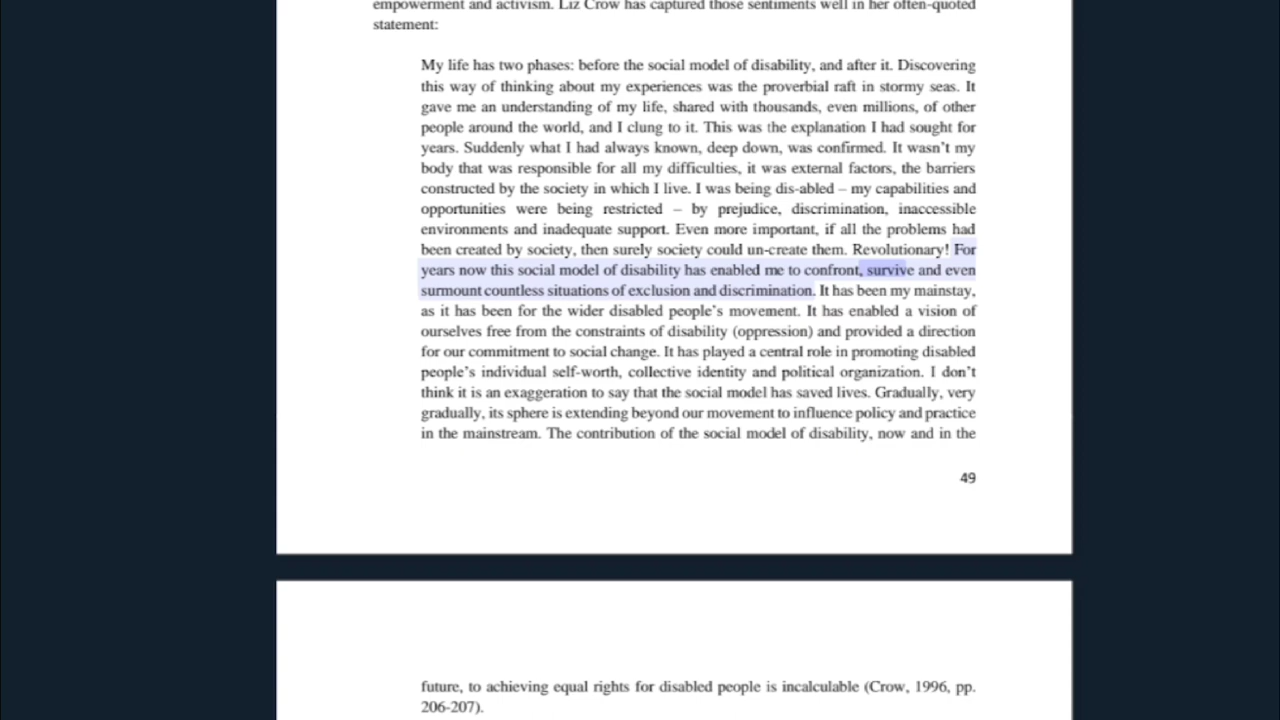 empowerment and activism. Liz Crow has captured those sentiments well in her often-quoted
statement:
My life has two phases: before the social model of disability, and after it. Discovering
this way of thinking about my experiences was the proverbial raft in stormy seas. It
gave me an understanding of my life, shared with thousands, even millions, of other
people around the world, and I clung to it. This was the explanation I had sought for
years. Suddenly what I had always known, deep down, was confirmed. It wasn't my
body that was responsible for all my difficulties, it was external factors, the barriers
constructed by the society in which I live. I was being dis-abled – my capabilities and
opportunities were being restricted – by prejudice, discrimination, inaccessible
environments and inadequate support. Even more important, if all the problems had
been created by society, then surely society could un-create them. Revolutionary! For
years now this social model of disability has enabled me to confront, survive and even
surmount countless situations of exclusion and discrimination. It has been my mainstay,
as it has been for the wider disabled people's movement. It has enabled a vision of
ourselves free from the constraints of disability (oppression) and provided a direction
for our commitment to social change. It has played a central role in promoting disabled
people's individual self-worth, collective identity and political organization. I don't
think it is an exaggeration to say that the social model has saved lives. Gradually, very
gradually, its sphere is extending beyond our movement to influence policy and practice
in the mainstream. The contribution of the social model of disability, now and in the
49
future, to achieving equal rights for disabled people is incalculable (Crow, 1996, pp.
206-207).